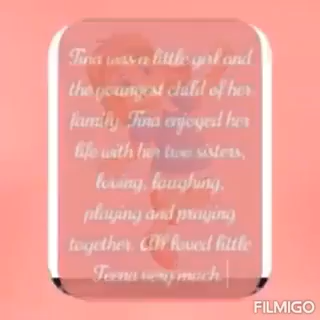 Tina was a little girl and
the youngest child of her
family. Tina enjoyed her
life with her two sisters,
loving, laughing,
playing and praying
together. All loved little
Teena very much
FILMIGO